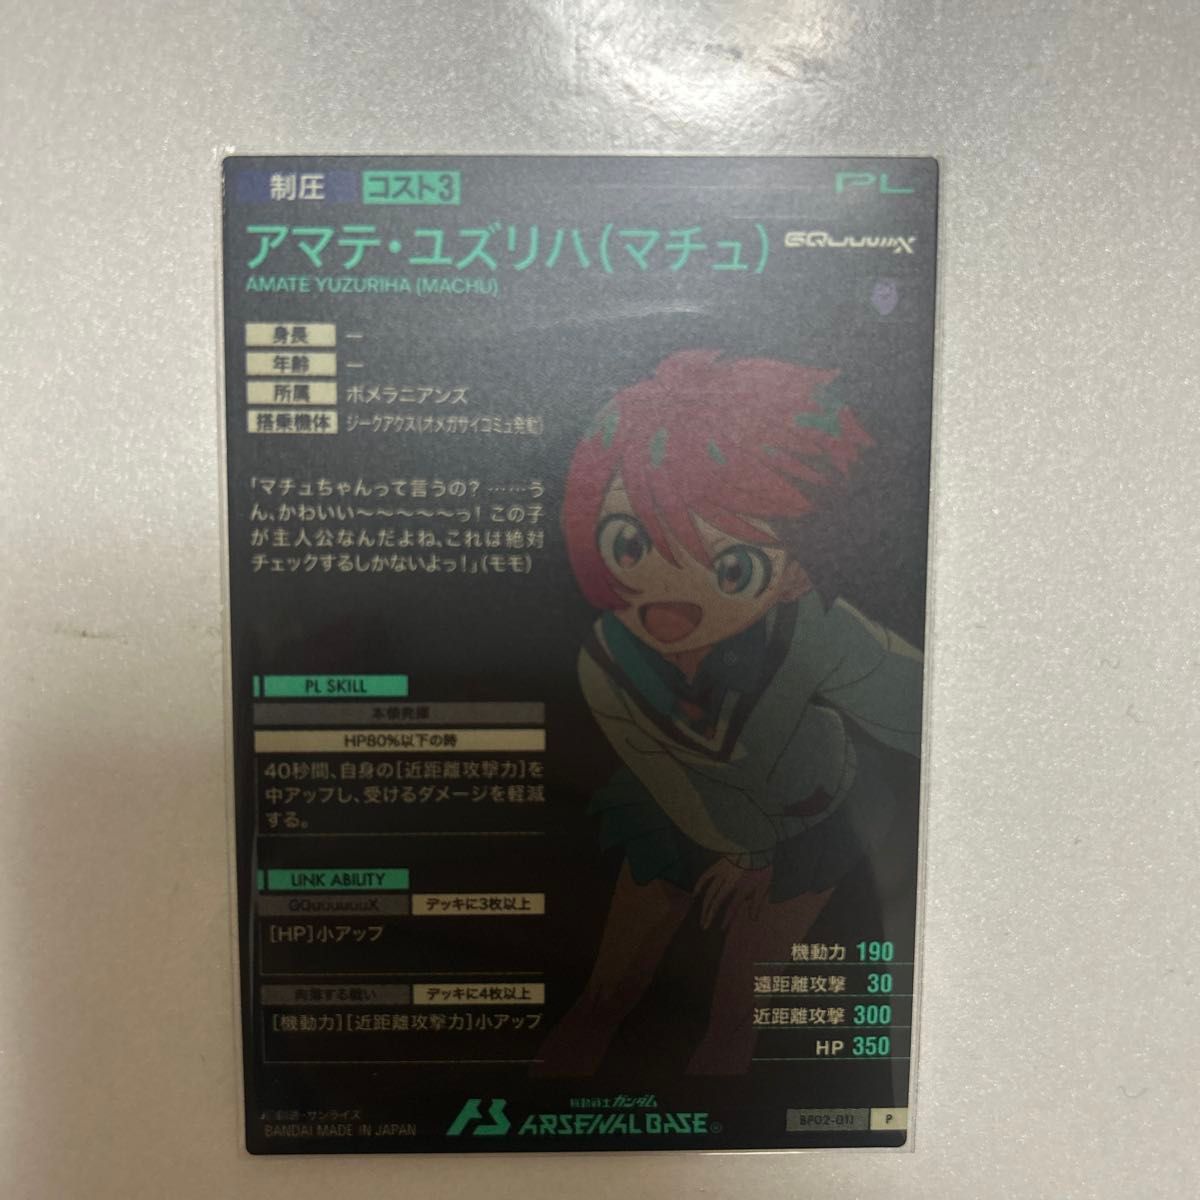 制圧 コスト3 PL
アマテ・ユズリハ(マチュ) GQuuuuuuX
AMATE YUZURIHA (MACHU)
身長 ー
年齢 ー
所属 ポメラニアンズ
搭乗機体 ジークアクス(オメガサイコミュ発動)
「マチュちゃんって言うの? ……う
ん、かわいい〜〜〜〜〜っ! この子
が主人公なんだよね、これは絶対
チェックするしかないよっ!」(モモ)
PL SKILL
本領発揮
HP80%以下の時
40秒間、自身の[近距離攻撃力]を
中アップし、受けるダメージを軽減
する。
LINK ABILITY
GQuuuuuuX デッキに3枚以上
[HP]小アップ
デッキに4枚以上
[機動力][近距離攻撃力]小アップ
機動力 190
遠距離攻撃 30
近距離攻撃 300
HP 350
創通・サンライズ
BANDAI MADE IN JAPAN
機動戦士ガンダム
ARSENAL BASE®
BP02-011 P